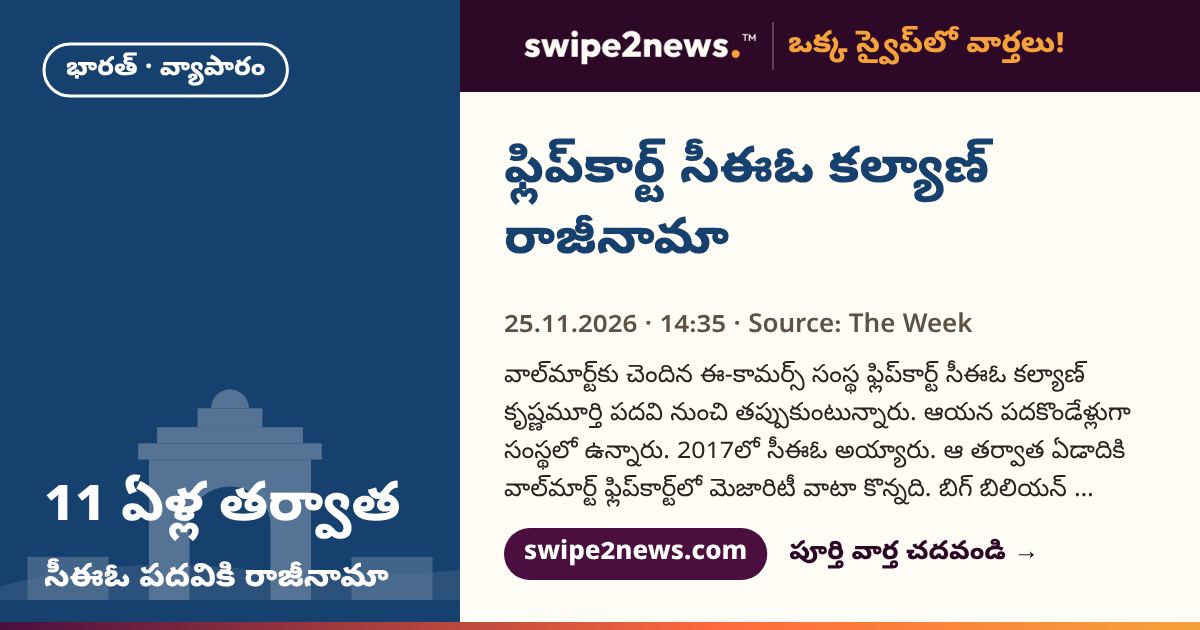 భారత్ · వ్యాపారం
11 ఏళ్ల తర్వాత
సీఈఓ పదవికి రాజీనామా
swipe2news.™ ఒక్క స్వైప్‌లో వార్తలు!
ఫ్లిప్‌కార్ట్ సీఈఓ కల్యాణ్
రాజీనామా
25.11.2026 · 14:35 · Source: The Week
వాల్‌మార్ట్‌కు చెందిన ఈ-కామర్స్ సంస్థ ఫ్లిప్‌కార్ట్ సీఈఓ కల్యాణ్
కృష్ణమూర్తి పదవి నుంచి తప్పుకుంటున్నారు. ఆయన పదకొండేళ్లుగా
సంస్థలో ఉన్నారు. 2017లో సీఈఓ అయ్యారు. ఆ తర్వాత ఏడాదికి
వాల్‌మార్ట్ ఫ్లిప్‌కార్ట్‌లో మెజారిటీ వాటా కొన్నది. బిగ్ బిలియన్ ...
swipe2news.com పూర్తి వార్త చదవండి →